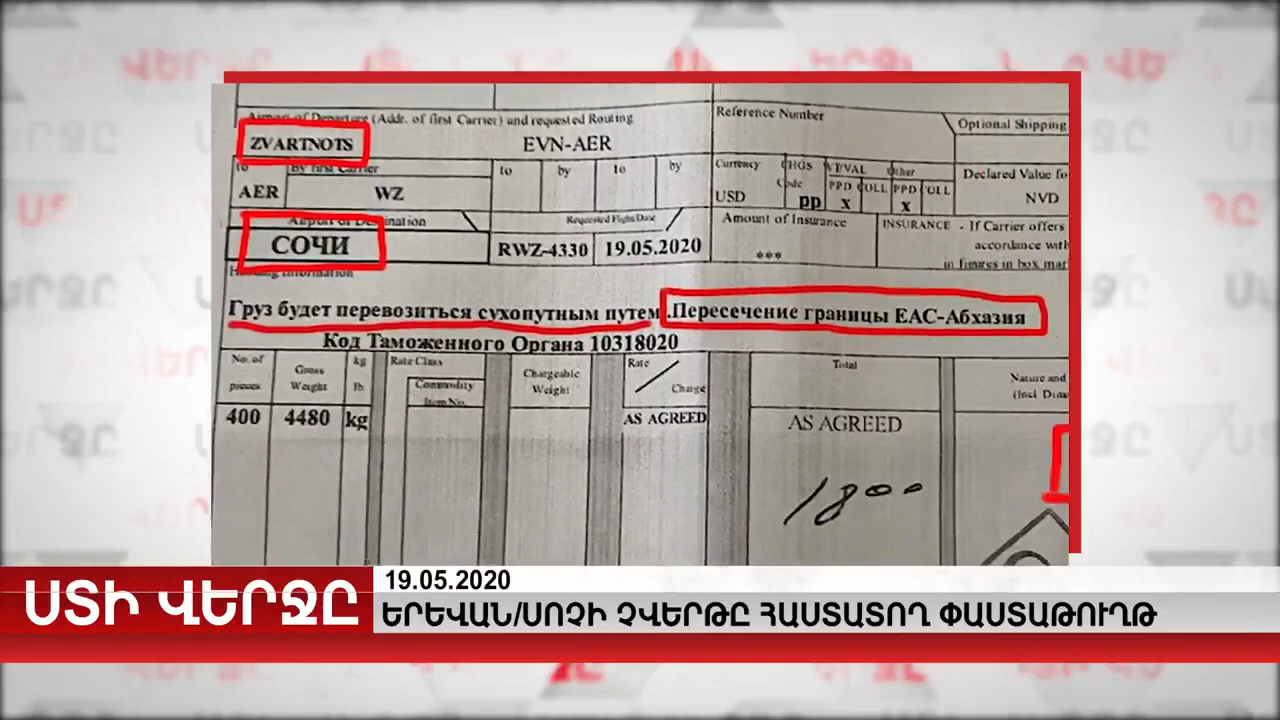 Airport of Departure (Addr. of first Carrier) and requested Routing
Reference Number
Optional Shipping
ZVARTNOTS
EVN-AER
to
By first Carrier
to
by
to
by
Currency
CHGS
Code
WT/VAL
Other
PPD
COLL
PPD
COLL
Declared Value fo
AER
WZ
USD
pp
x
x
NVD
Airport of Destination
Requested Flight/Date
Amount of Insurance
INSURANCE - If Carrier offers
accordance with
in figures in box mar
СОЧИ
RWZ-4330
19.05.2020
***
Handling Information
Груз будет перевозиться сухопутным путем .Пересечение границы ЕАС-Абхазия
Код Таможенного Органа 10318020
No. of
pieces
Gross
Weight
kg
lb
Rate Class
Commodity
Item No.
Chargeable
Weight
Rate
Charge
Total
Nature and
(Incl. Dim
400
4480
kg
AS AGREED
AS AGREED
1800
ՍՏԻ ՎԵՐՋԸ
19.05.2020
ԵՐԵՎԱՆ/ՍՈՉԻ ՉՎԵՐԹԸ ՀԱՍՏԱՏՈՂ ՓԱՍՏԱԹՈՒՂԹ